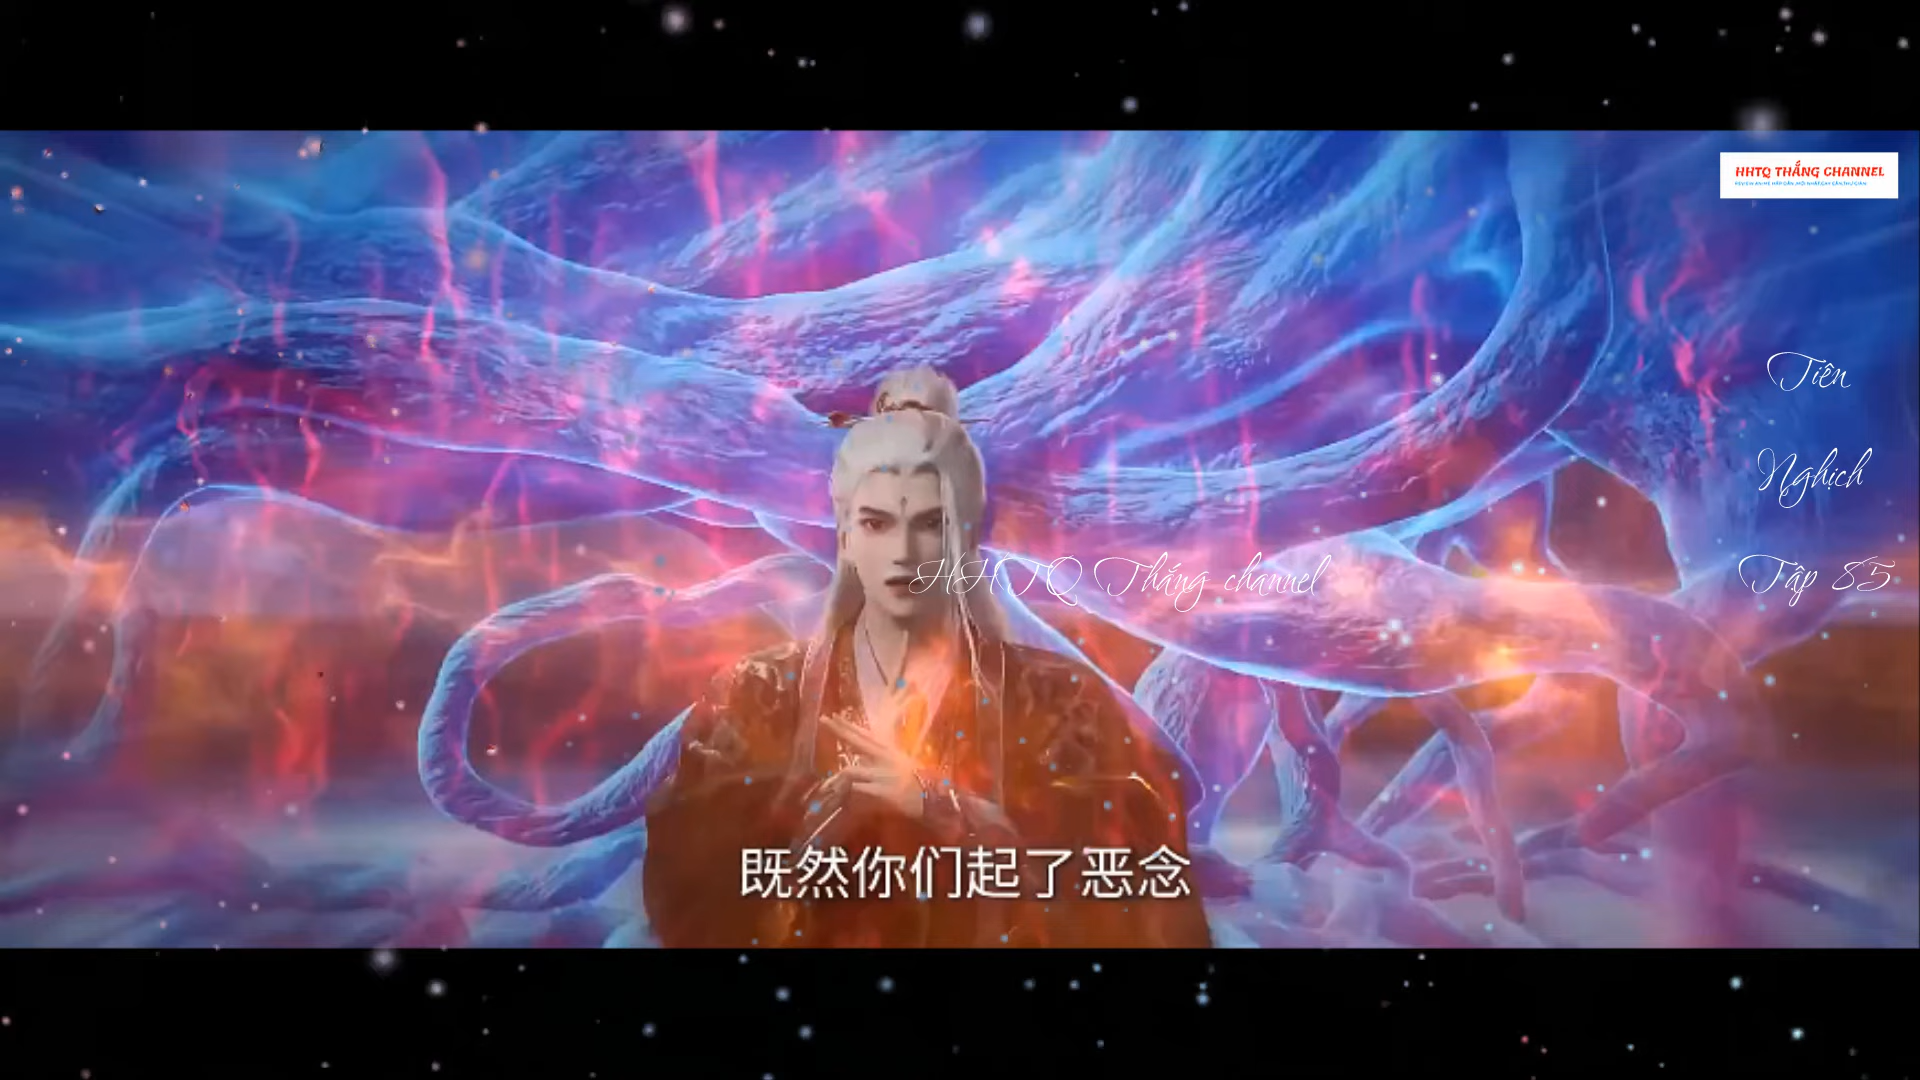 HHTQ THẮNG CHANNEL
Tiên
Nghịch
HHTQ Thắng channel
Tập 85
既然你们起了恶念